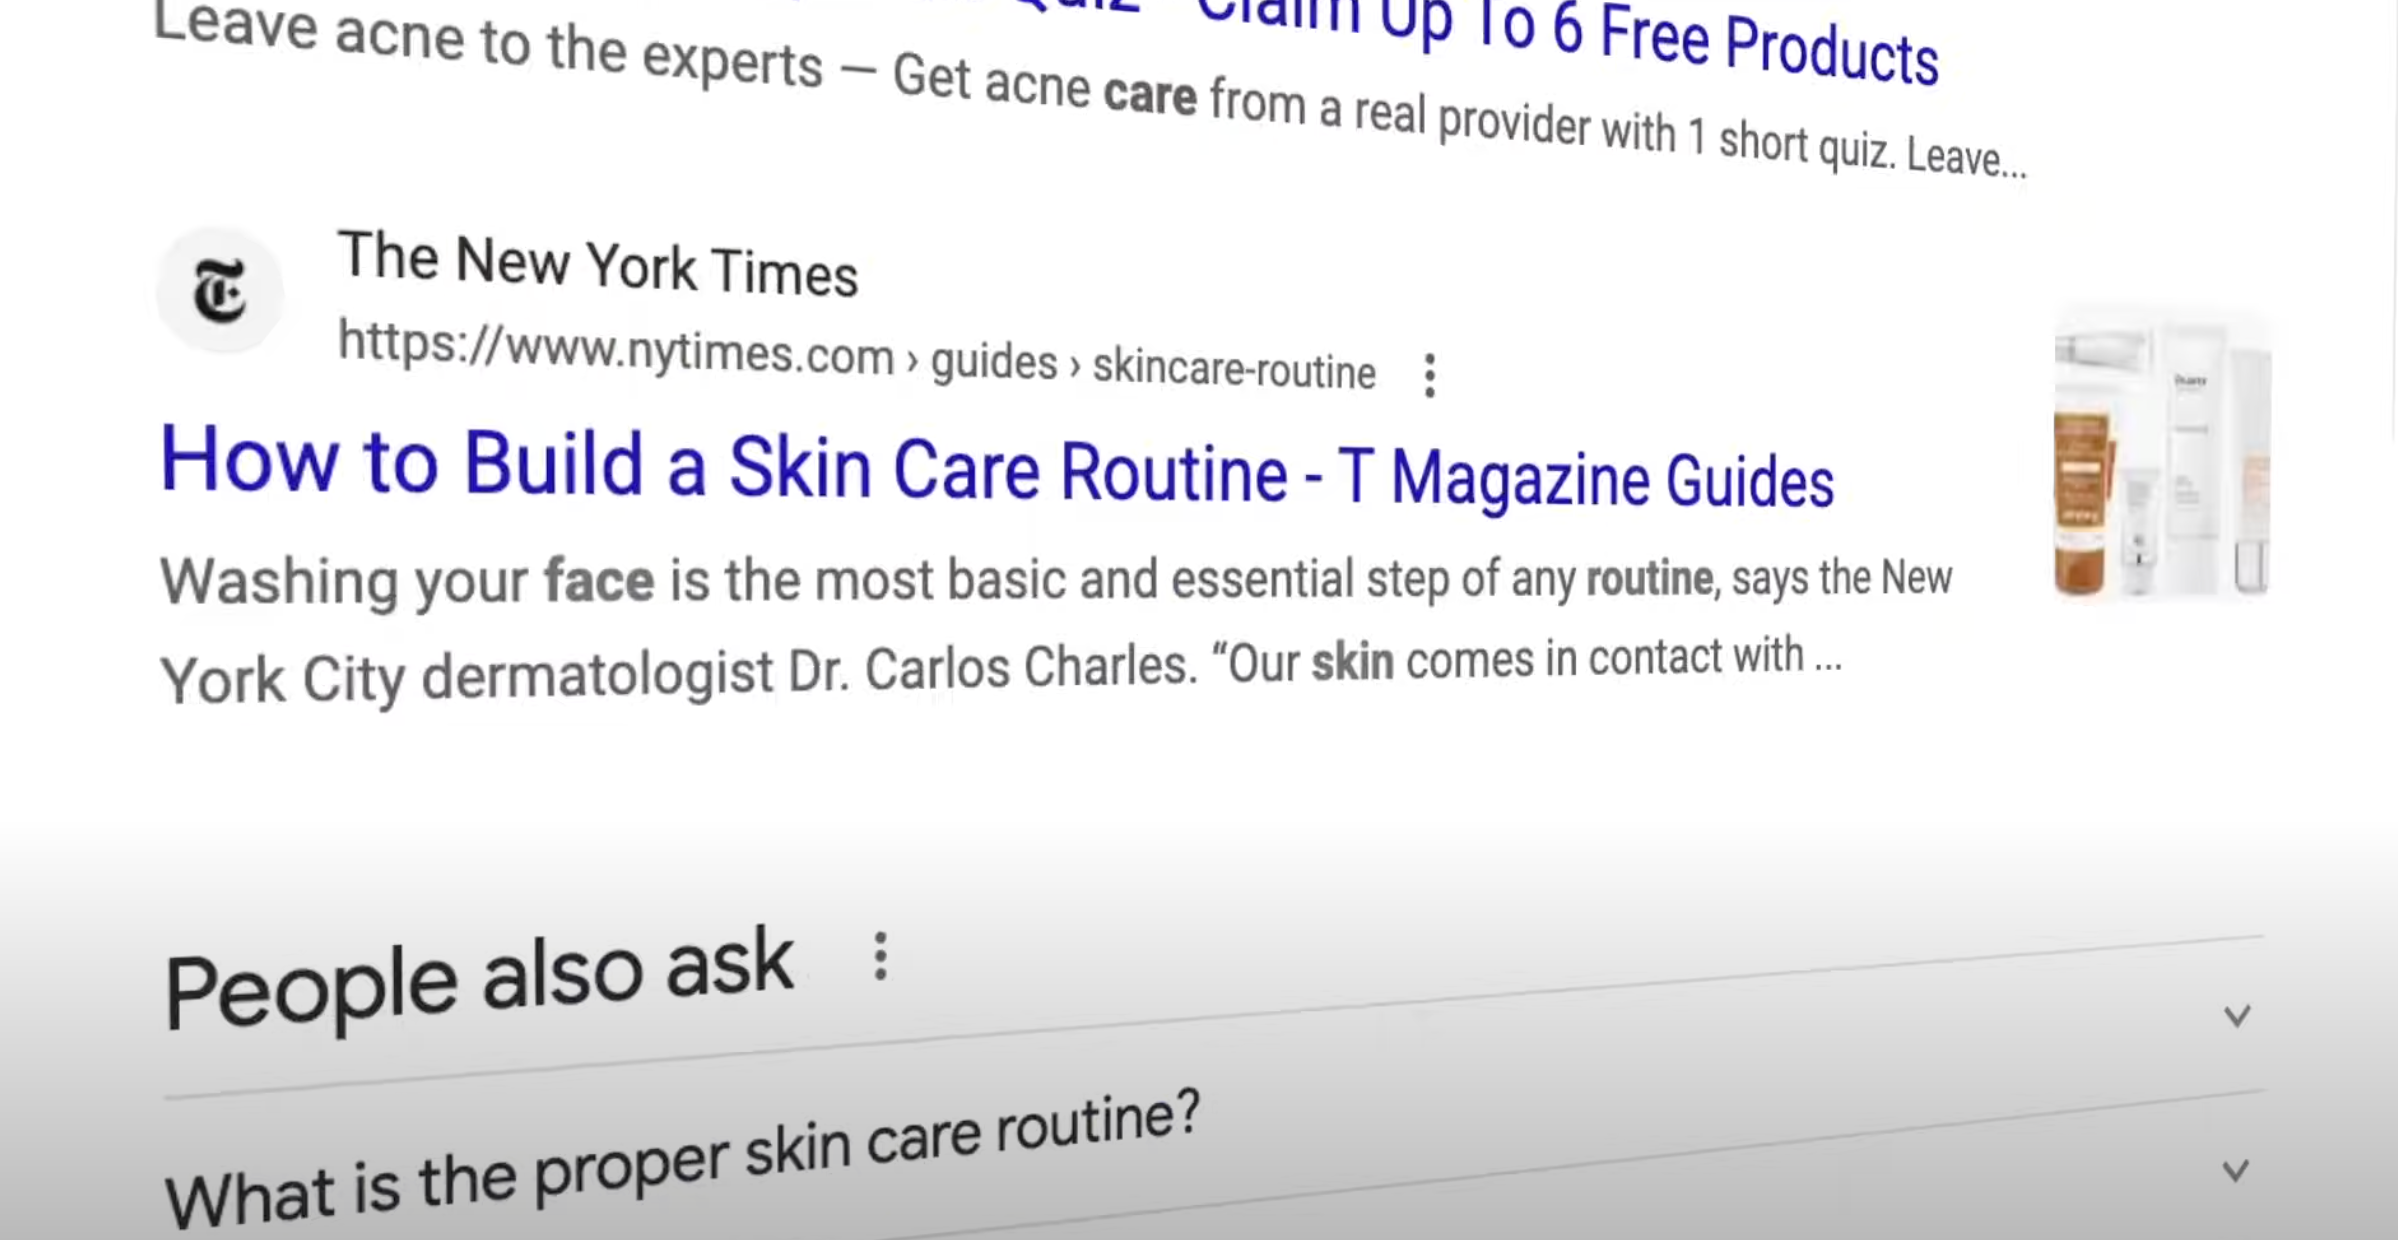 Claim Up To 6 Free Products
Leave acne to the experts — Get acne care from a real provider with 1 short quiz. Leave...
The New York Times
https://www.nytimes.com › guides › skincare-routine
How to Build a Skin Care Routine - T Magazine Guides
Washing your face is the most basic and essential step of any routine, says the New
York City dermatologist Dr. Carlos Charles. “Our skin comes in contact with ...
People also ask
What is the proper skin care routine?